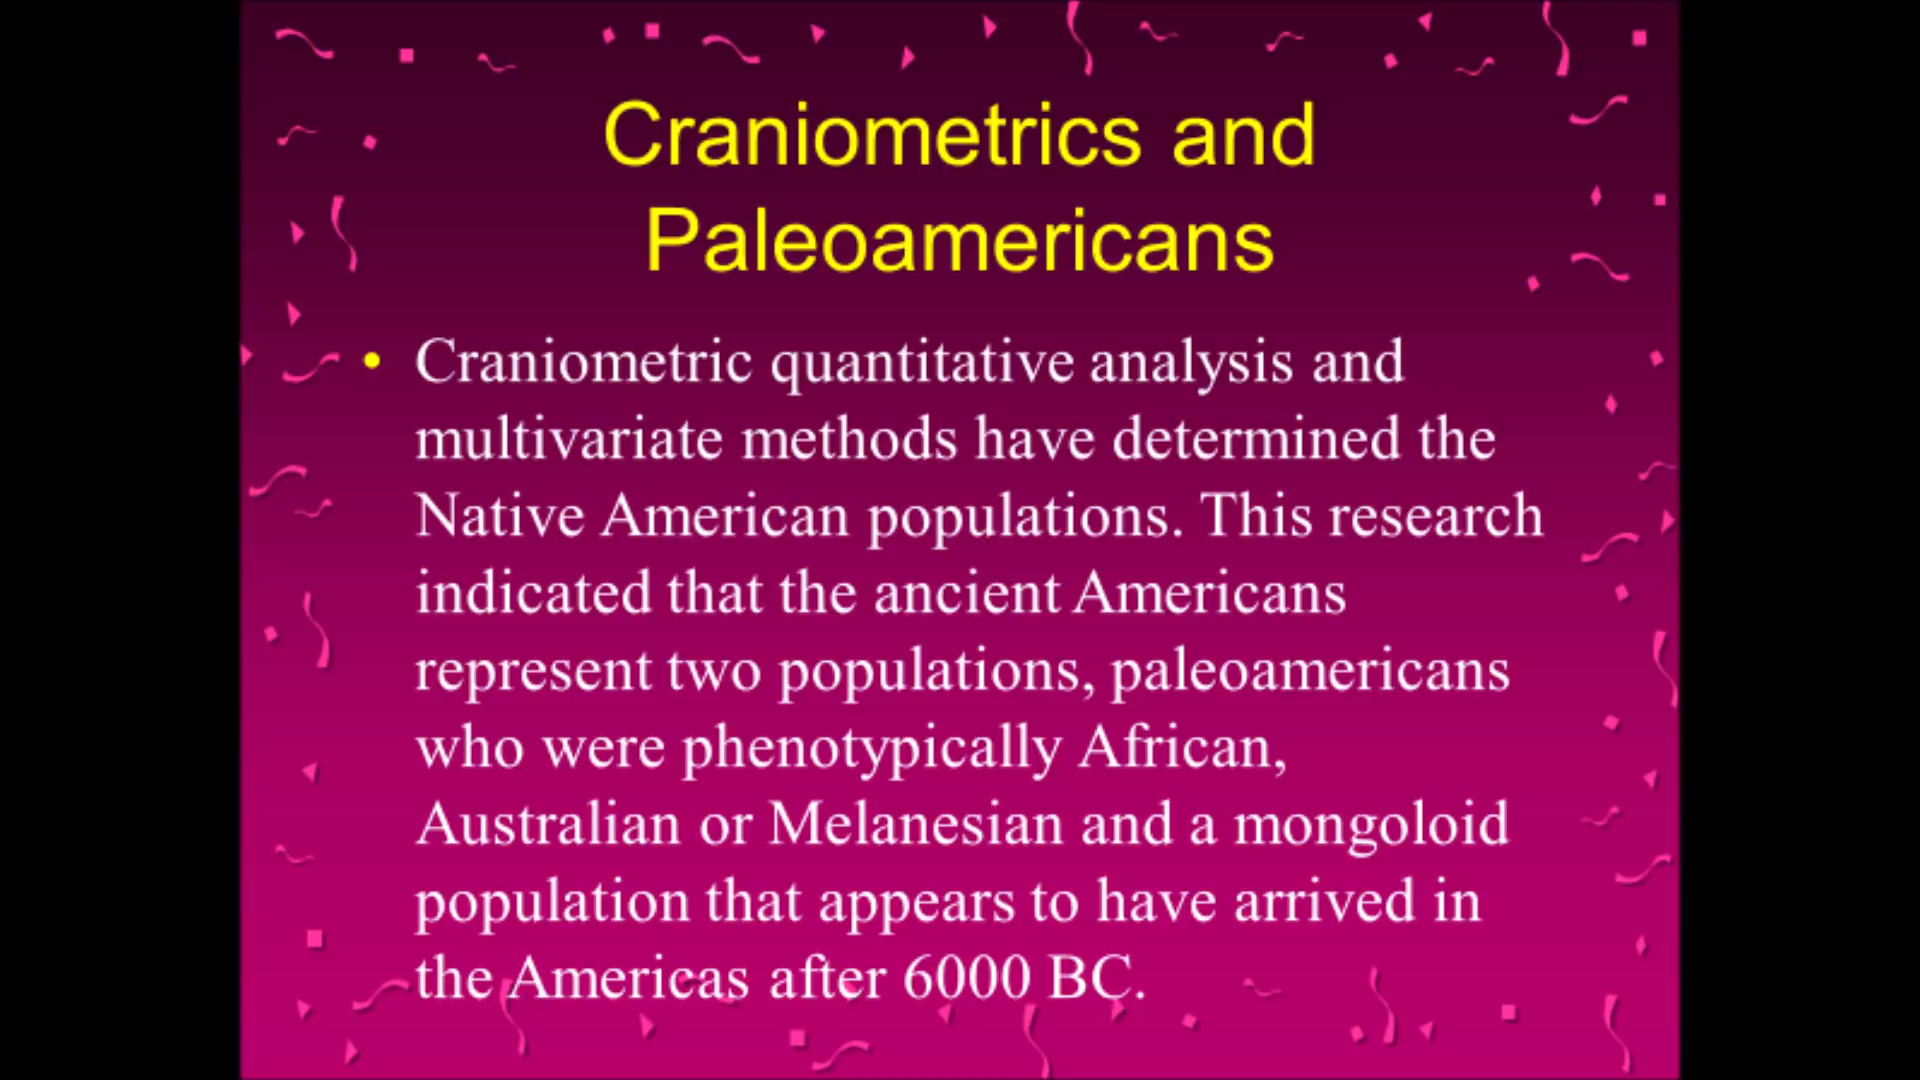 Craniometrics and
Paleoamericans
• Craniometric quantitative analysis and
multivariate methods have determined the
Native American populations. This research
indicated that the ancient Americans
represent two populations, paleoamericans
who were phenotypically African,
Australian or Melanesian and a mongoloid
population that appears to have arrived in
the Americas after 6000 BC.